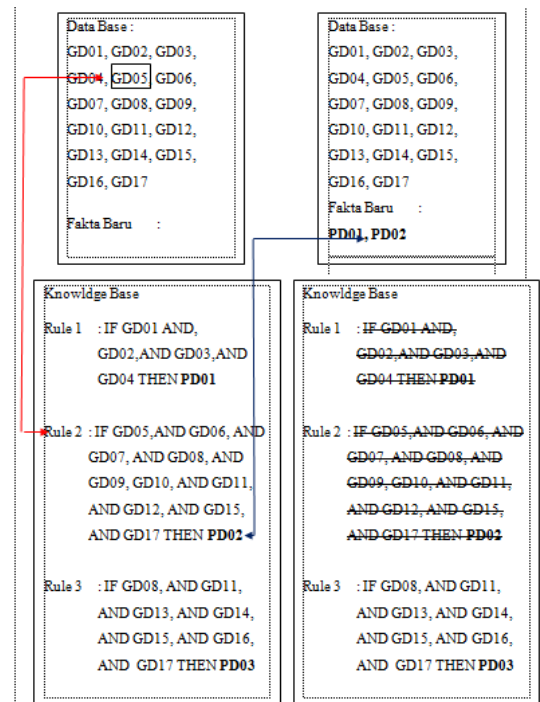 Data Base :
GD01, GD02, GD03,
GD04, GD05, GD06,
GD07, GD08, GD09,
GD10, GD11, GD12,
GD13, GD14, GD15,
GD16, GD17
Fakta Baru :
Data Base :
GD01, GD02, GD03,
GD04, GD05, GD06,
GD07, GD08, GD09,
GD10, GD11, GD12,
GD13, GD14, GD15,
GD16, GD17
Fakta Baru :
PD01, PD02
Knowldge Base
Rule 1 : IF GD01 AND,
GD02,AND GD03,AND
GD04 THEN PD01
Rule 2 : IF GD05,AND GD06, AND
GD07, AND GD08, AND
GD09, GD10, AND GD11,
AND GD12, AND GD15,
AND GD17 THEN PD02
Rule 3 : IF GD08, AND GD11,
AND GD13, AND GD14,
AND GD15, AND GD16,
AND GD17 THEN PD03
Knowldge Base
Rule 1 : IF GD01 AND,
GD02,AND GD03,AND
GD04 THEN PD01
Rule 2 : IF GD05,AND GD06, AND
GD07, AND GD08, AND
GD09, GD10, AND GD11,
AND GD12, AND GD15,
AND GD17 THEN PD02
Rule 3 : IF GD08, AND GD11,
AND GD13, AND GD14,
AND GD15, AND GD16,
AND GD17 THEN PD03